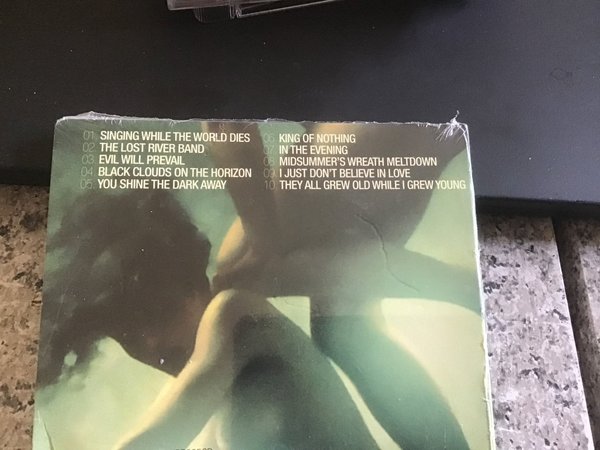 01. SINGING WHILE THE WORLD DIES
02. THE LOST RIVER BAND
03. EVIL WILL PREVAIL
04. BLACK CLOUDS ON THE HORIZON
05. YOU SHINE THE DARK AWAY
06. KING OF NOTHING
07. IN THE EVENING
08. MIDSUMMER'S WREATH MELTDOWN
09. I JUST DON'T BELIEVE IN LOVE
10. THEY ALL GREW OLD WHILE I GREW YOUNG